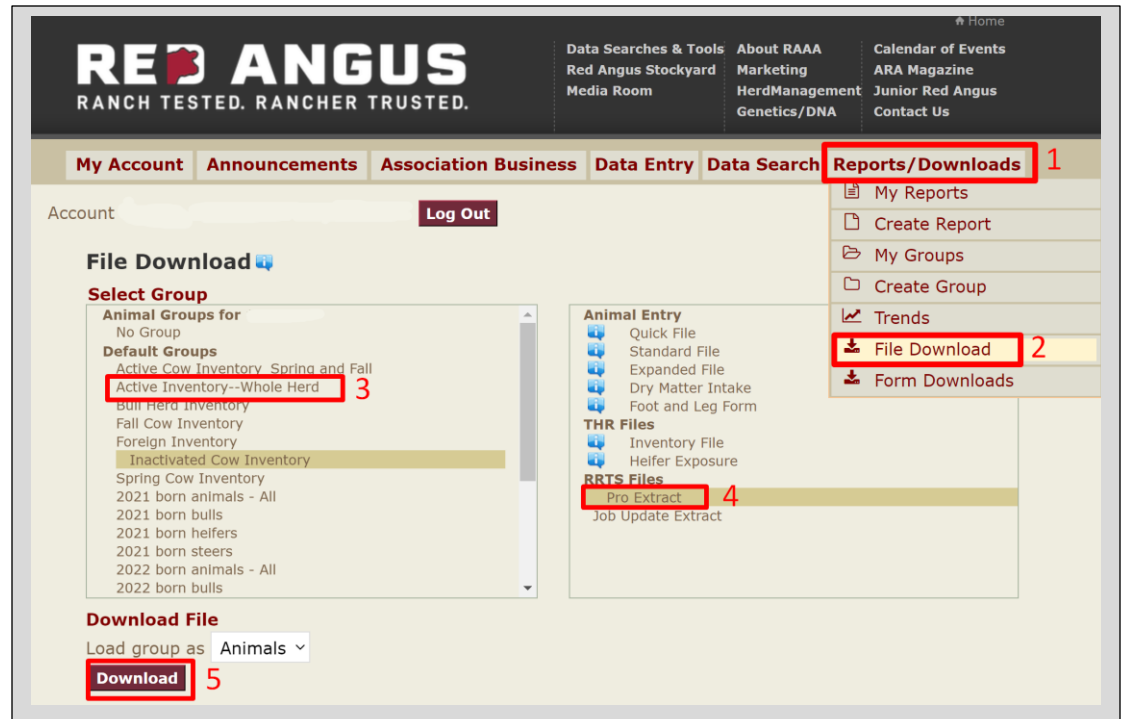 Home
RED ANGUS
RANCH TESTED. RANCHER TRUSTED.
Data Searches & Tools
Red Angus Stockyard
Media Room
About RAAA
Marketing
HerdManagement
Genetics/DNA
Calendar of Events
ARA Magazine
Junior Red Angus
Contact Us
My Account Announcements Association Business Data Entry Data Search Reports/Downloads 1
My Reports
Create Report
My Groups
Create Group
Trends
File Download 2
Form Downloads
Account Log Out
File Download
Select Group
Animal Groups for
No Group
Default Groups
Active Cow Inventory Spring and Fall
Active Inventory--Whole Herd 3
Bull Herd Inventory
Fall Cow Inventory
Foreign Inventory
Inactivated Cow Inventory
Spring Cow Inventory
2021 born animals - All
2021 born bulls
2021 born heifers
2021 born steers
2022 born animals - All
2022 born bulls
Animal Entry
Quick File
Standard File
Expanded File
Dry Matter Intake
Foot and Leg Form
THR Files
Inventory File
Heifer Exposure
RRTS Files
Pro Extract 4
Job Update Extract
Download File
Load group as Animals
Download 5